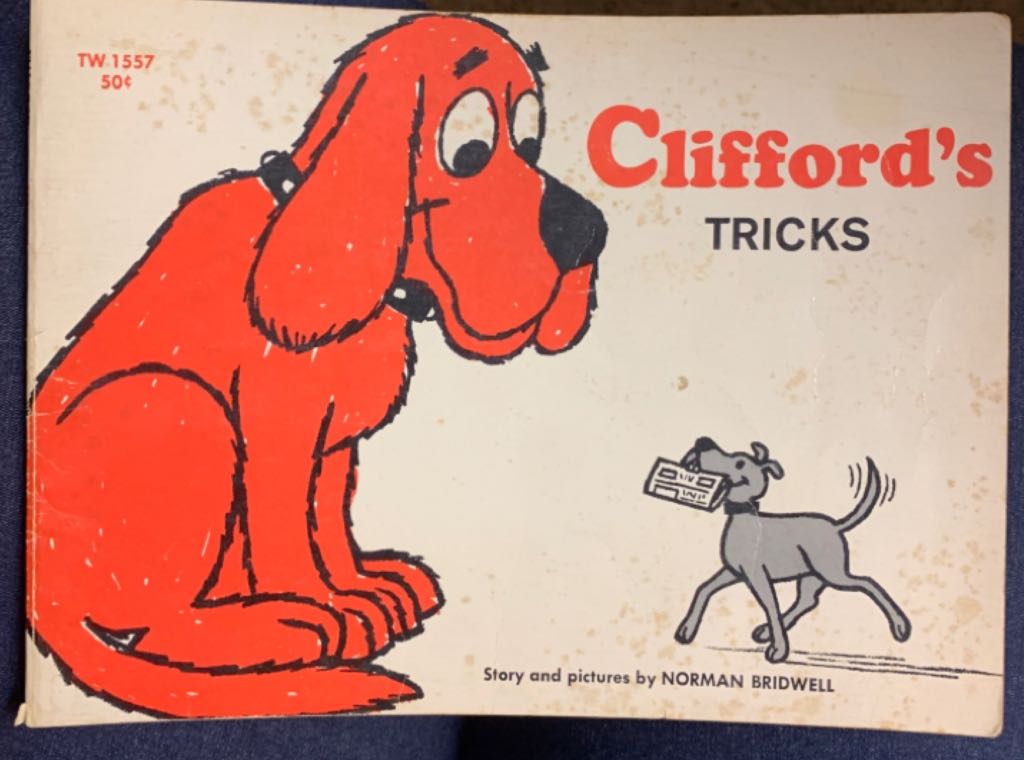 TW 1557
50¢
Clifford's
TRICKS
Story and pictures by NORMAN BRIDWELL